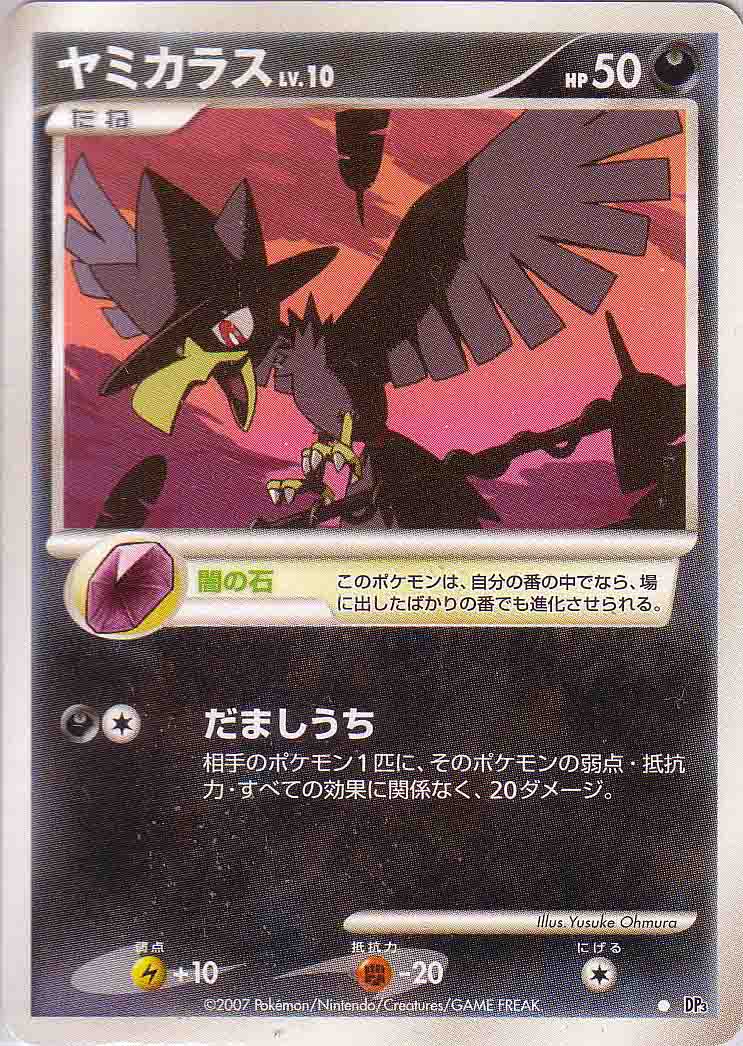 ヤミカラス LV.10 HP 50
たね
闇の石
このポケモンは、自分の番の中でなら、場
に出したばかりの番でも進化させられる。
だましうち
相手のポケモン1匹に、そのポケモンの弱点・抵抗
力・すべての効果に関係なく、20ダメージ。
Illus.Yusuke Ohmura
弱点 抵抗力 にげる
+10 -20
©2007 Pokémon/Nintendo/Creatures/GAME FREAK
DP3